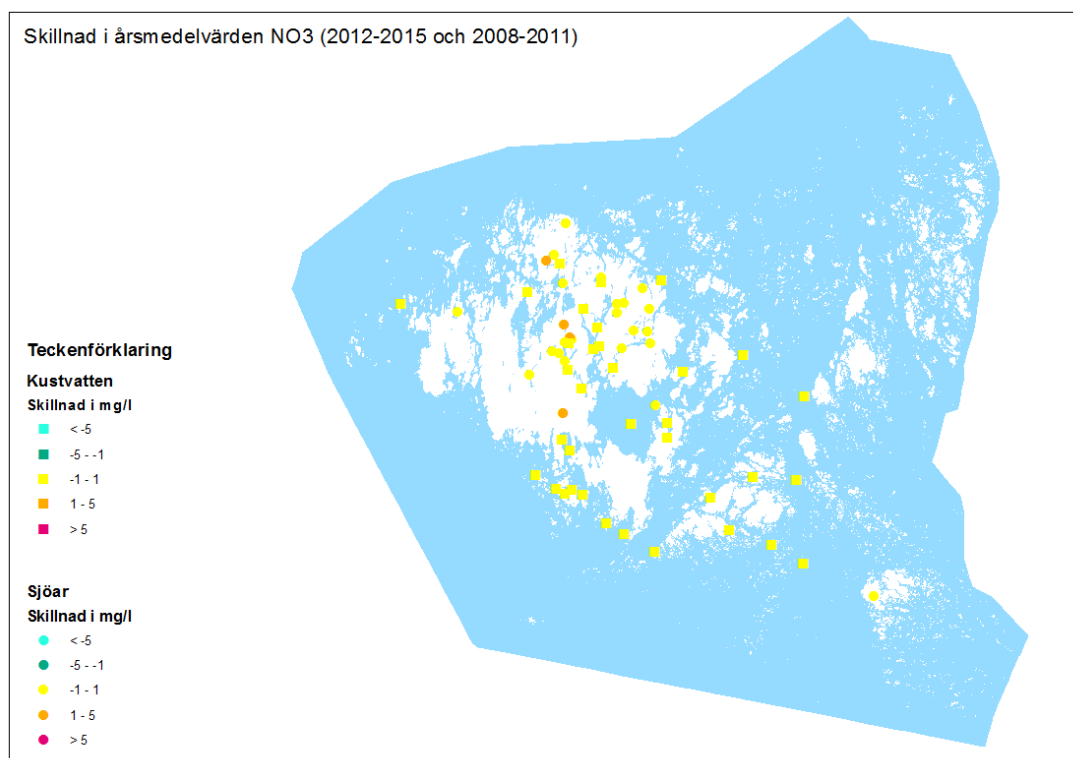 Skillnad i årsmedelvärden NO3 (2012-2015 och 2008-2011)
Teckenförklaring
Kustvatten
Skillnad i mg/l
< -5
-5 - -1
-1 - 1
1 - 5
> 5
Sjöar
Skillnad i mg/l
< -5
-5 - -1
-1 - 1
1 - 5
> 5